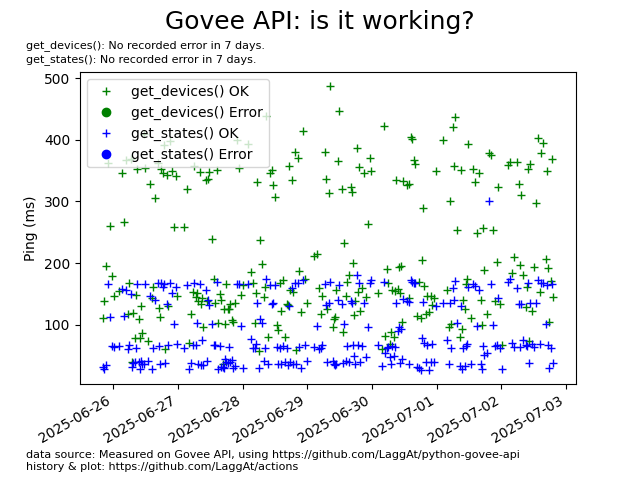 Govee API: is it working?
get_devices(): No recorded error in 7 days.
get_states(): No recorded error in 7 days.
get_devices() OK
get_devices() Error
get_states() OK
get_states() Error
Ping (ms)
500
400
300
200
100
2025-06-26
2025-06-27
2025-06-28
2025-06-29
2025-06-30
2025-07-01
2025-07-02
2025-07-03
data source: Measured on Govee API, using https://github.com/LaggAt/python-govee-api
history & plot: https://github.com/LaggAt/actions